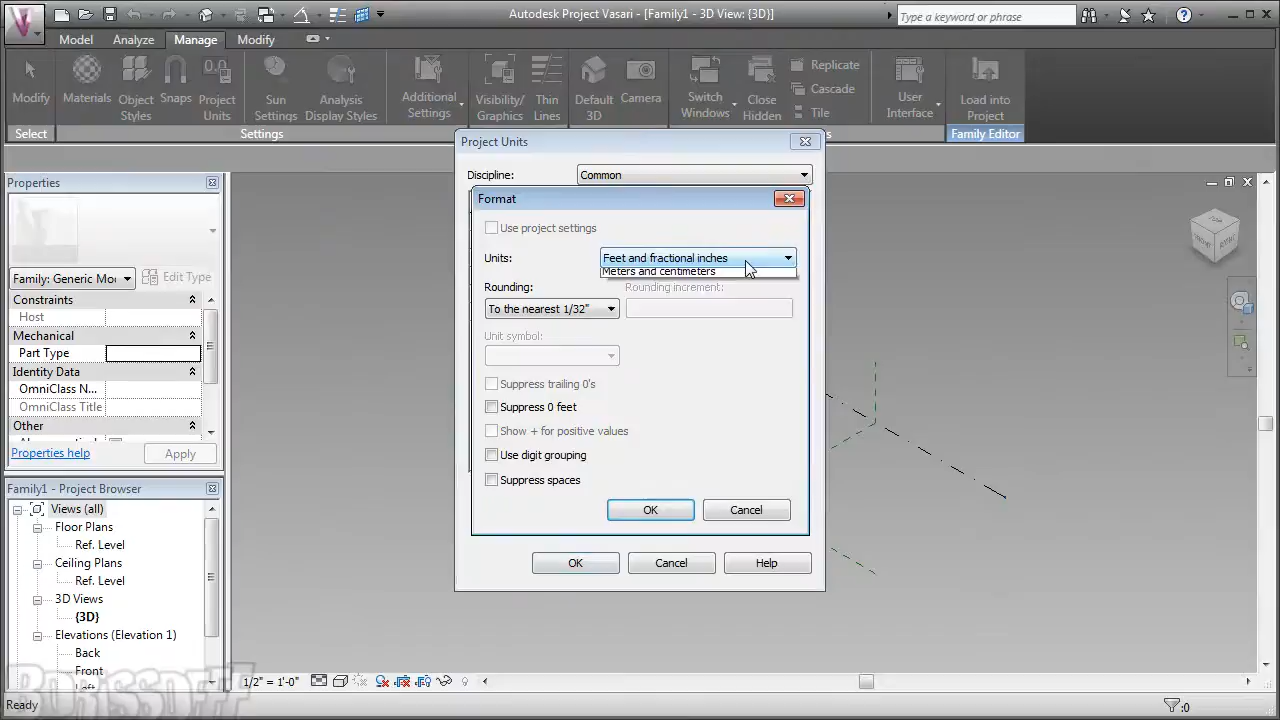 Autodesk Project Vasari - [Family1 - 3D View: {3D}]
Type a keyword or phrase
Model Analyze Manage Modify
Modify
Materials
Object Styles
Snaps
Project Units
Sun Settings
Analysis Display Styles
Additional Settings
Visibility/ Graphics
Thin Lines
Default 3D
Camera
Switch Windows
Close Hidden
Replicate
Cascade
Tile
User Interface
Load into Project
Select
Settings
Family Editor
Project Units
Discipline:
Common
Format
Use project settings
Units:
Feet and fractional inches
Meters and centimeters
Rounding:
Rounding increment:
To the nearest 1/32"
Unit symbol:
Suppress trailing 0's
Suppress 0 feet
Show + for positive values
Use digit grouping
Suppress spaces
OK
Cancel
OK
Cancel
Help
Properties
Family: Generic Mo
Edit Type
Constraints
Host
Mechanical
Part Type
Identity Data
OmniClass N...
OmniClass Title
Other
Properties help
Apply
Family1 - Project Browser
Views (all)
Floor Plans
Ref. Level
Ceiling Plans
Ref. Level
3D Views
{3D}
Elevations (Elevation 1)
Back
Front
1/2" = 1'-0"
Borissoff
Ready
:0